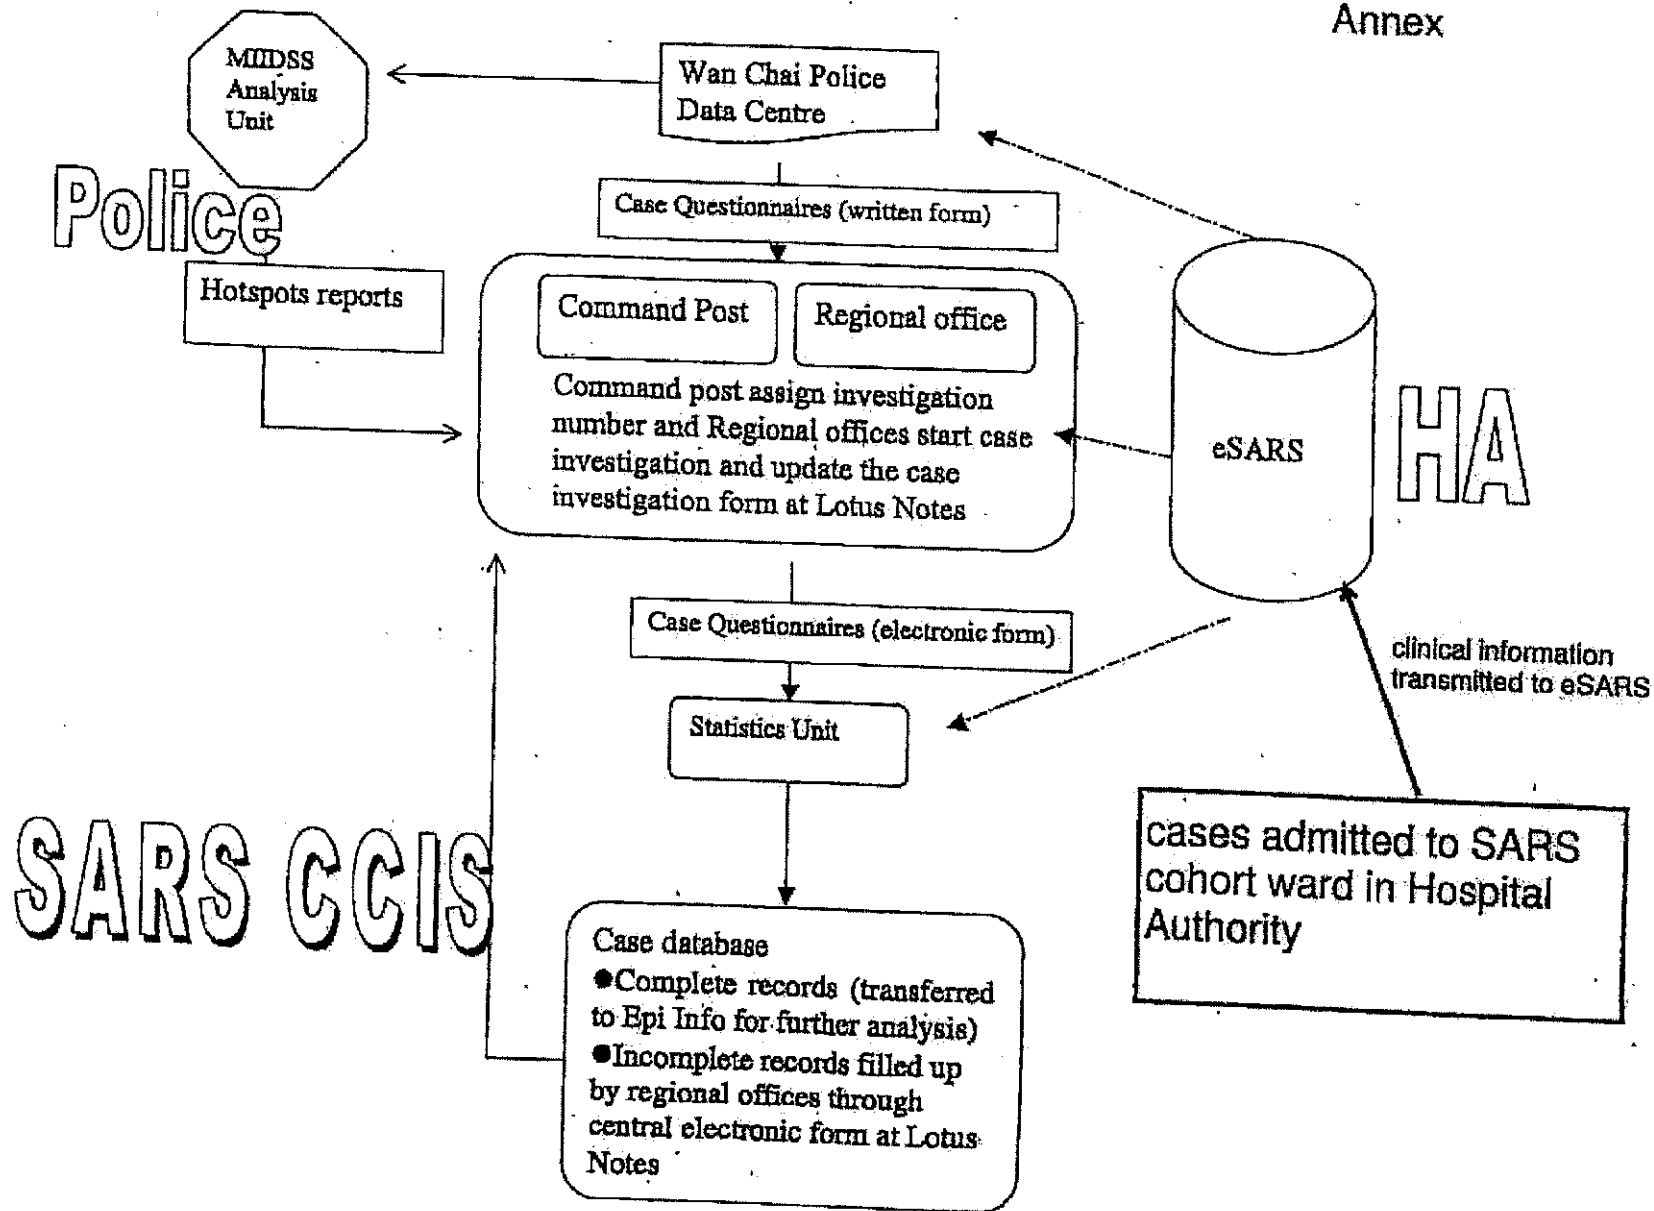 Annex
MIIDSS
Analysis
Unit
Wan Chai Police
Data Centre
Police
Case Questionnaires (written form)
Hotspots reports
Command Post
Regional office
Command post assign investigation
number and Regional offices start case
investigation and update the case
investigation form at Lotus Notes
eSARS
HA
Case Questionnaires (electronic form)
clinical information
transmitted to eSARS
Statistics Unit
SARS CCIS
cases admitted to SARS
cohort ward in Hospital
Authority
Case database
●Complete records (transferred
to Epi Info for further analysis)
●Incomplete records filled up
by regional offices through
central electronic form at Lotus
Notes